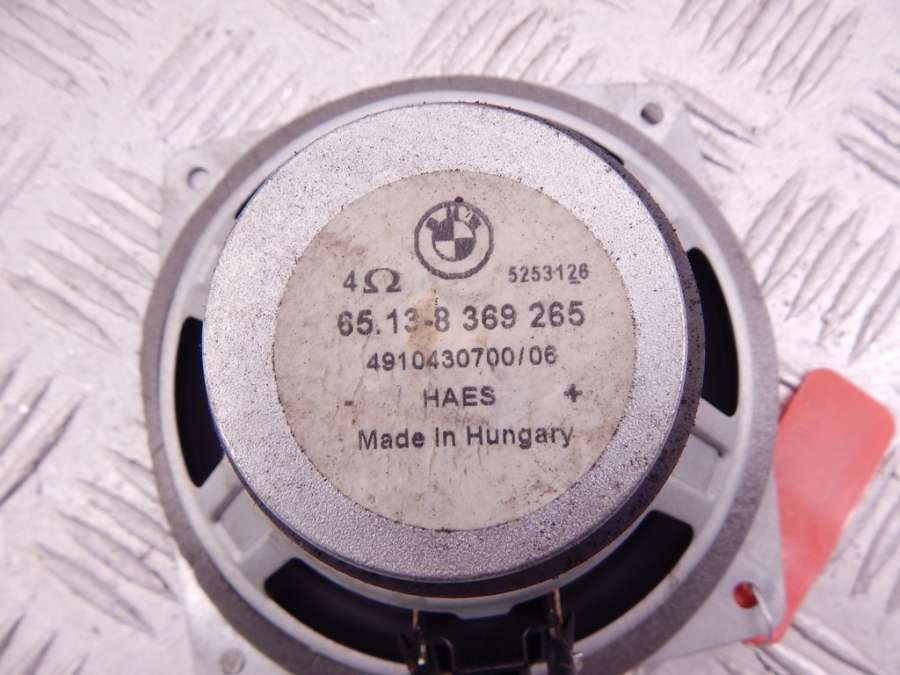 4Ω 5253126
65.13-8 369 265
4910430700/06
- HAES +
Made In Hungary